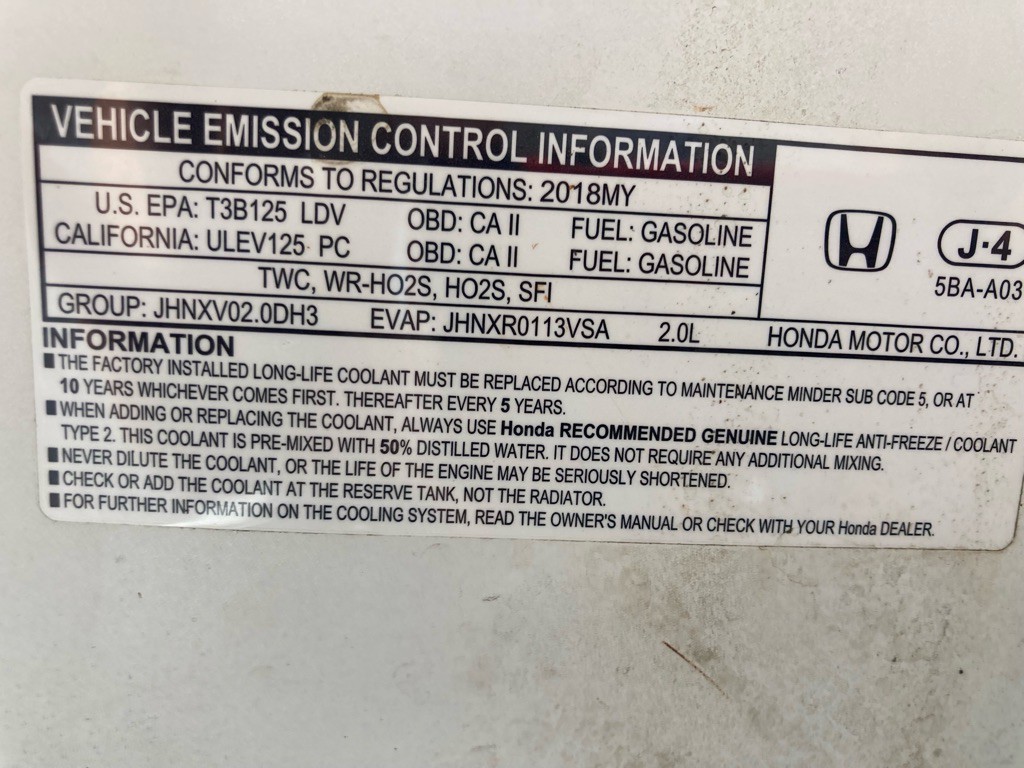 VEHICLE EMISSION CONTROL INFORMATION
CONFORMS TO REGULATIONS: 2018MY
U.S. EPA: T3B125 LDV OBD: CA II FUEL: GASOLINE
CALIFORNIA: ULEV125 PC OBD: CA II FUEL: GASOLINE
J·4
5BA-A03
TWC, WR-HO2S, HO2S, SFI
GROUP: JHNXV02.0DH3 EVAP: JHNXR0113VSA 2.0L HONDA MOTOR CO., LTD.
INFORMATION
■ THE FACTORY INSTALLED LONG-LIFE COOLANT MUST BE REPLACED ACCORDING TO MAINTENANCE MINDER SUB CODE 5, OR AT
10 YEARS WHICHEVER COMES FIRST. THEREAFTER EVERY 5 YEARS.
■ WHEN ADDING OR REPLACING THE COOLANT, ALWAYS USE Honda RECOMMENDED GENUINE LONG-LIFE ANTI-FREEZE / COOLANT
TYPE 2. THIS COOLANT IS PRE-MIXED WITH 50% DISTILLED WATER. IT DOES NOT REQUIRE ANY ADDITIONAL MIXING.
■ NEVER DILUTE THE COOLANT, OR THE LIFE OF THE ENGINE MAY BE SERIOUSLY SHORTENED.
■ CHECK OR ADD THE COOLANT AT THE RESERVE TANK, NOT THE RADIATOR.
■ FOR FURTHER INFORMATION ON THE COOLING SYSTEM, READ THE OWNER'S MANUAL OR CHECK WITH YOUR Honda DEALER.